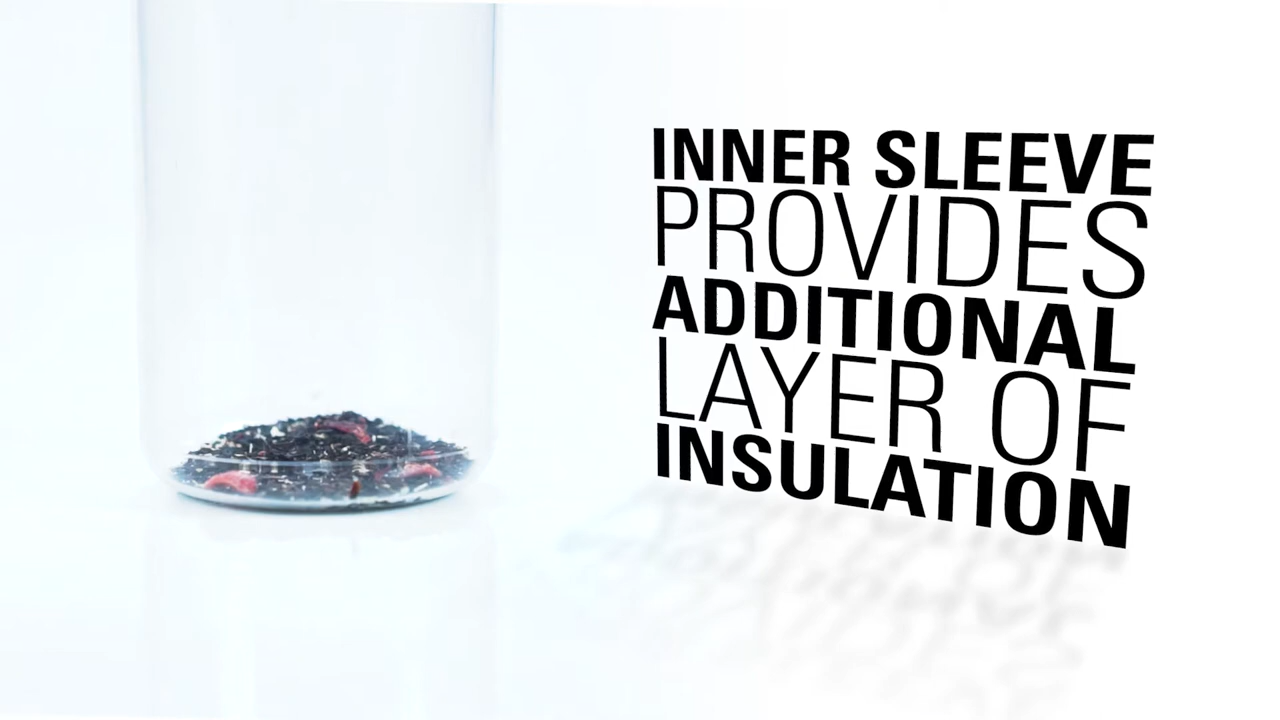 INNER SLEEVE
PROVIDES
ADDITIONAL
LAYER OF
INSULATION